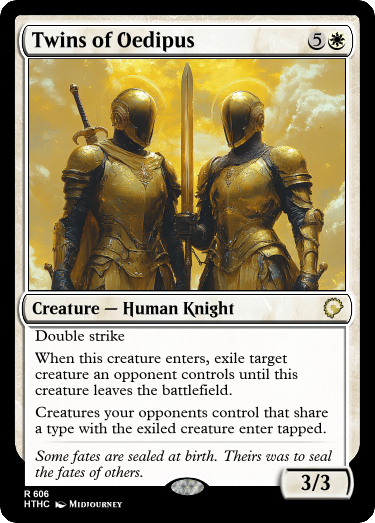 Twins of Oedipus 5
Creature — Human Knight
Double strike
When this creature enters, exile target
creature an opponent controls until this
creature leaves the battlefield.
Creatures your opponents control that share
a type with the exiled creature enter tapped.
Some fates are sealed at birth. Theirs was to seal
the fates of others.
3/3
R 606
HTHC Midjourney